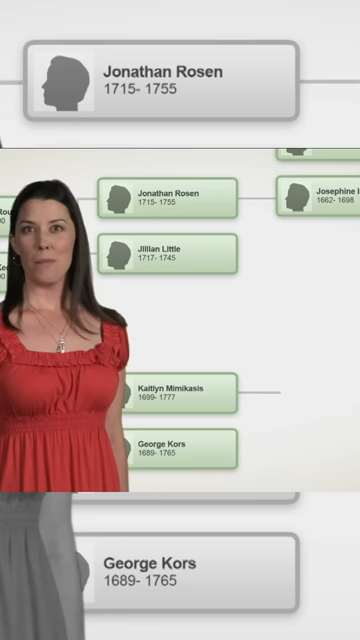 Jonathan Rosen
1715- 1755
Jonathan Rosen
1715- 1755
Josephine
1662- 1698
Jillian Little
1717- 1745
Kaitlyn Mimikasis
1699- 1777
George Kors
1689- 1765
George Kors
1689- 1765